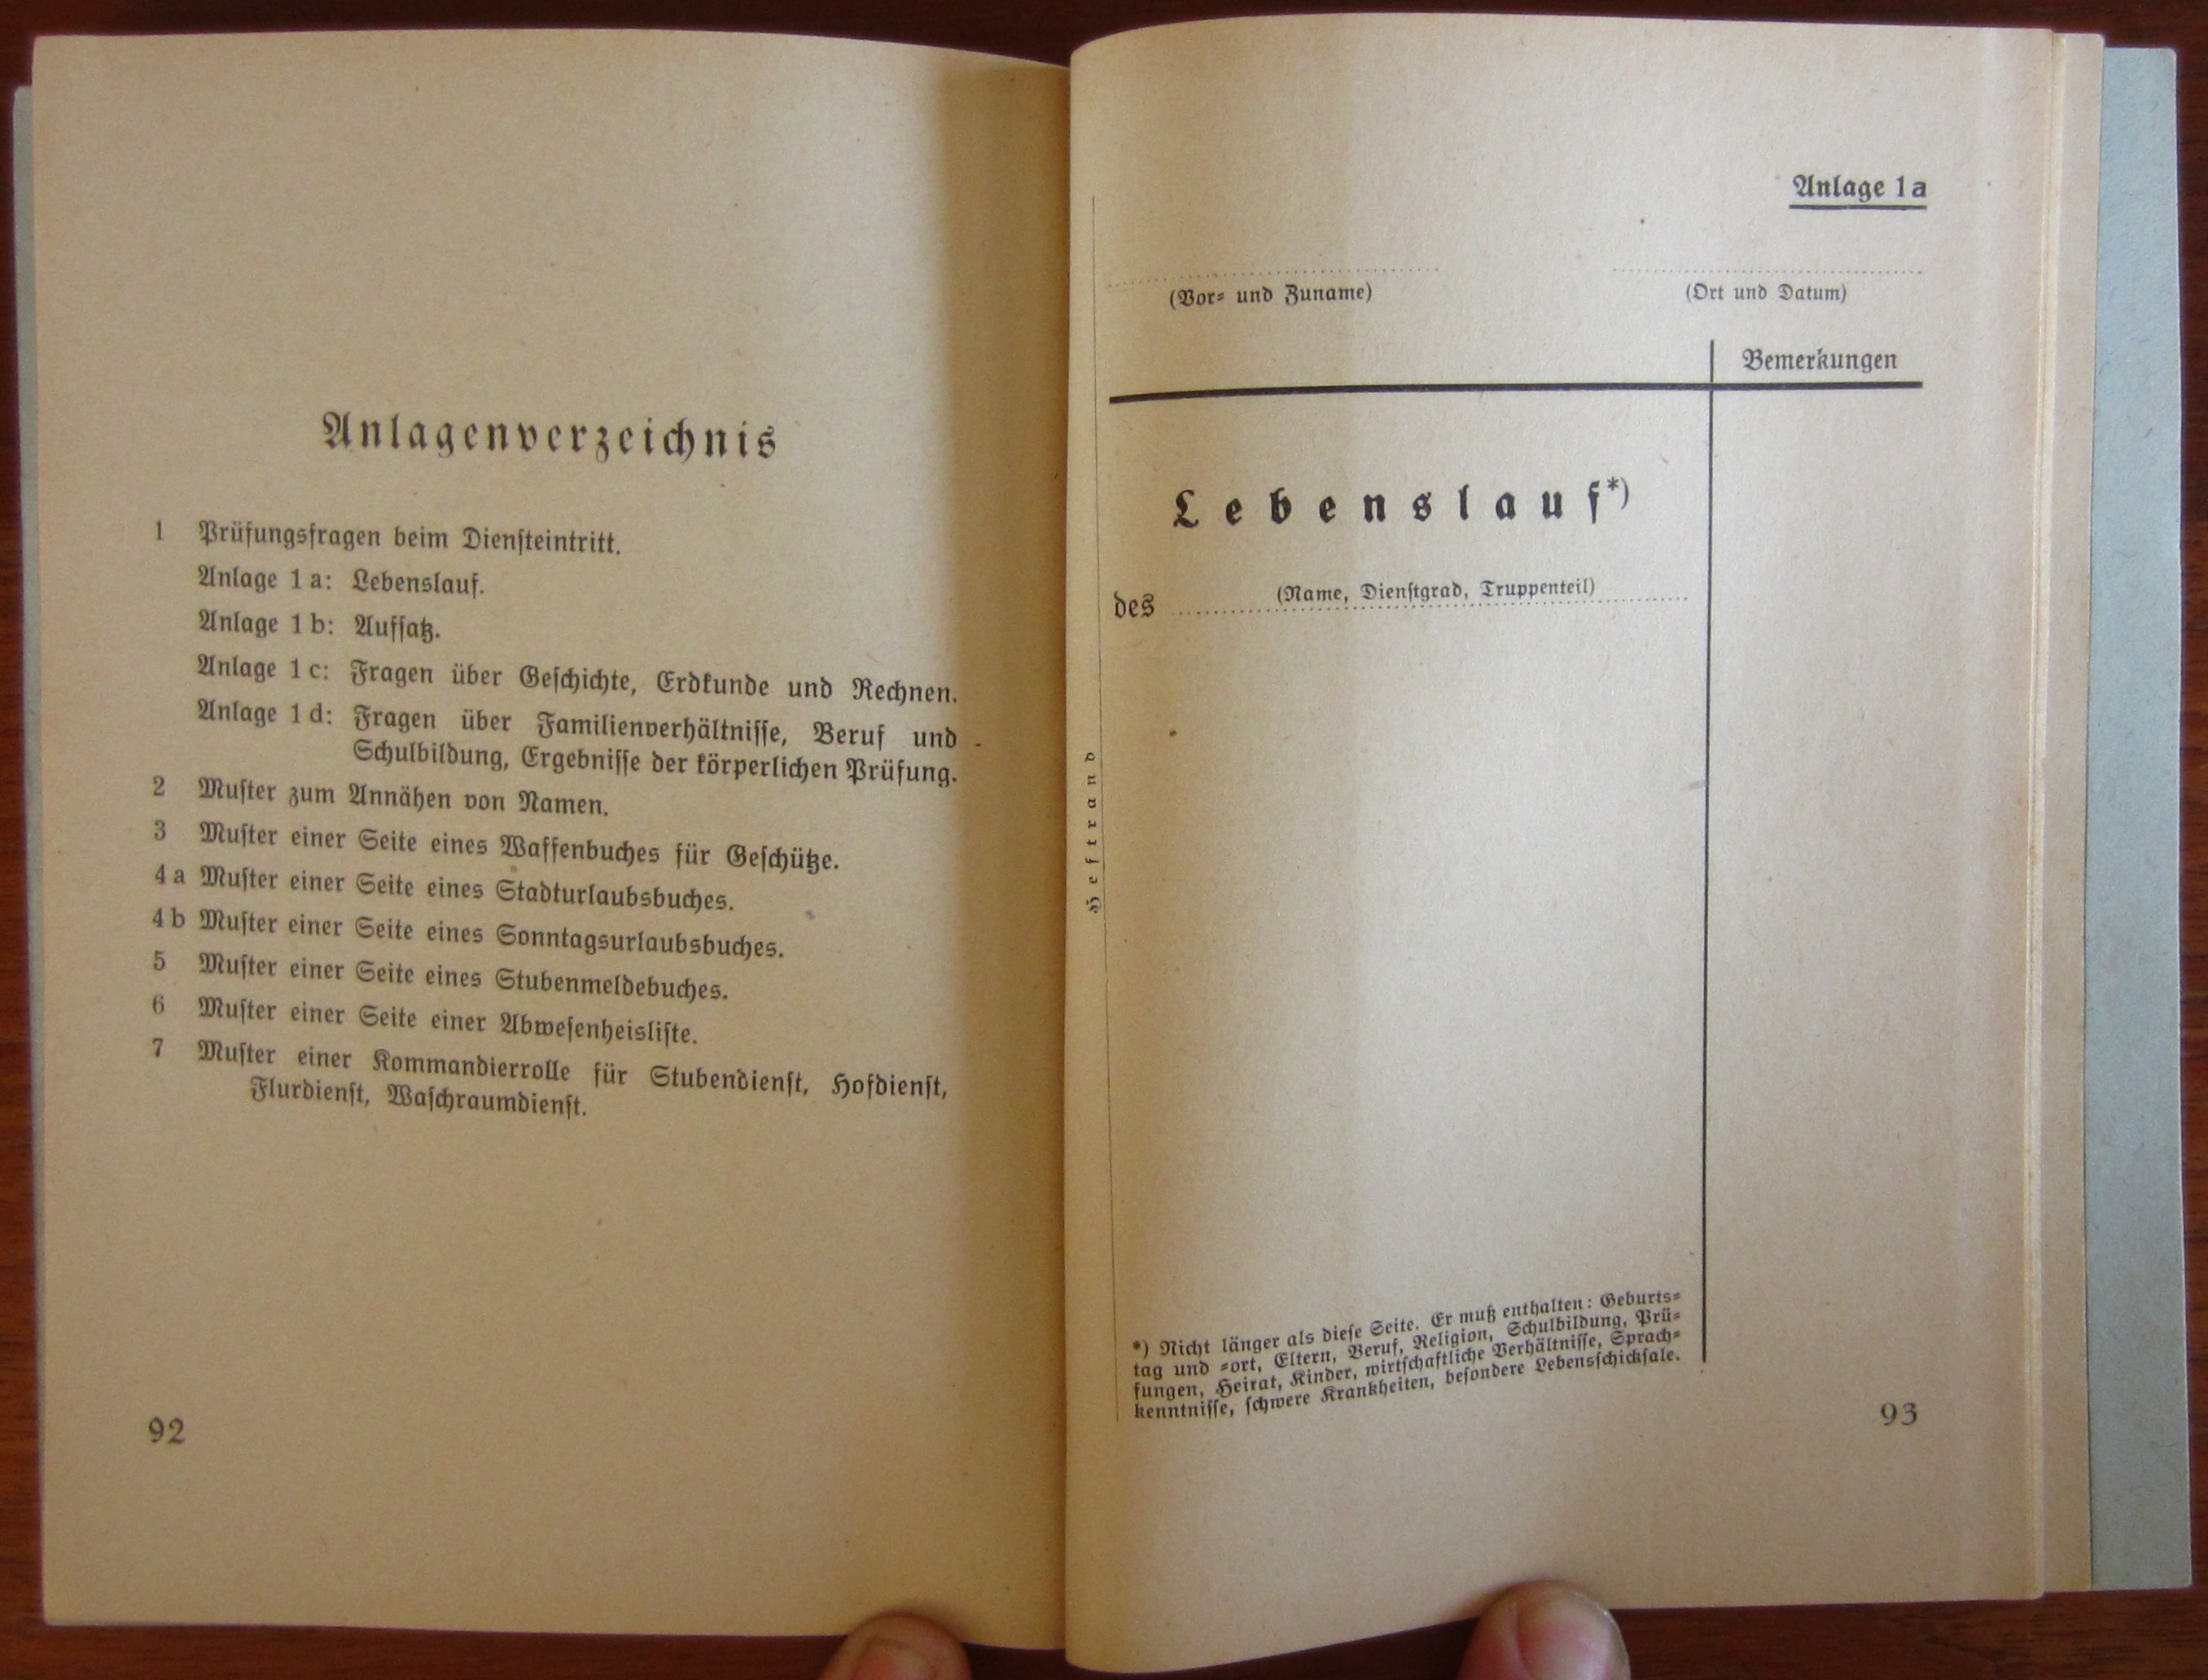 Anlagenverzeichnis
1 Prüfungsfragen beim Diensteintritt.
Anlage 1 a: Lebenslauf.
Anlage 1 b: Aufsatz.
Anlage 1 c: Fragen über Geschichte, Erdkunde und Rechnen.
Anlage 1 d: Fragen über Familienverhältnisse, Beruf und
Schulbildung, Ergebnisse der körperlichen Prüfung.
2 Muster zum Annähen von Namen.
3 Muster einer Seite eines Waffenbuches für Geschütze.
4 a Muster einer Seite eines Stadturlaubsbuches.
4 b Muster einer Seite eines Sonntagsurlaubsbuches.
5 Muster einer Seite eines Stubenmeldebuches.
6 Muster einer Seite einer Abwesenheisliste.
7 Muster einer Kommandierrolle für Stubendienst, Hofdienst,
Flurdienst, Waschraumdienst.
92
Anlage 1 a
(Vor- und Zuname) (Ort und Datum)
Bemerkungen
Lebenslauf*)
des (Name, Dienstgrad, Truppenteil)
Heftrand
*) Nicht länger als diese Seite. Er muß enthalten: Geburts-
tag und -ort, Eltern, Beruf, Religion, Schulbildung, Prü-
fungen, Heirat, Kinder, wirtschaftliche Verhältnisse, Sprach-
kenntnisse, schwere Krankheiten, besondere Lebensschicksale.
93